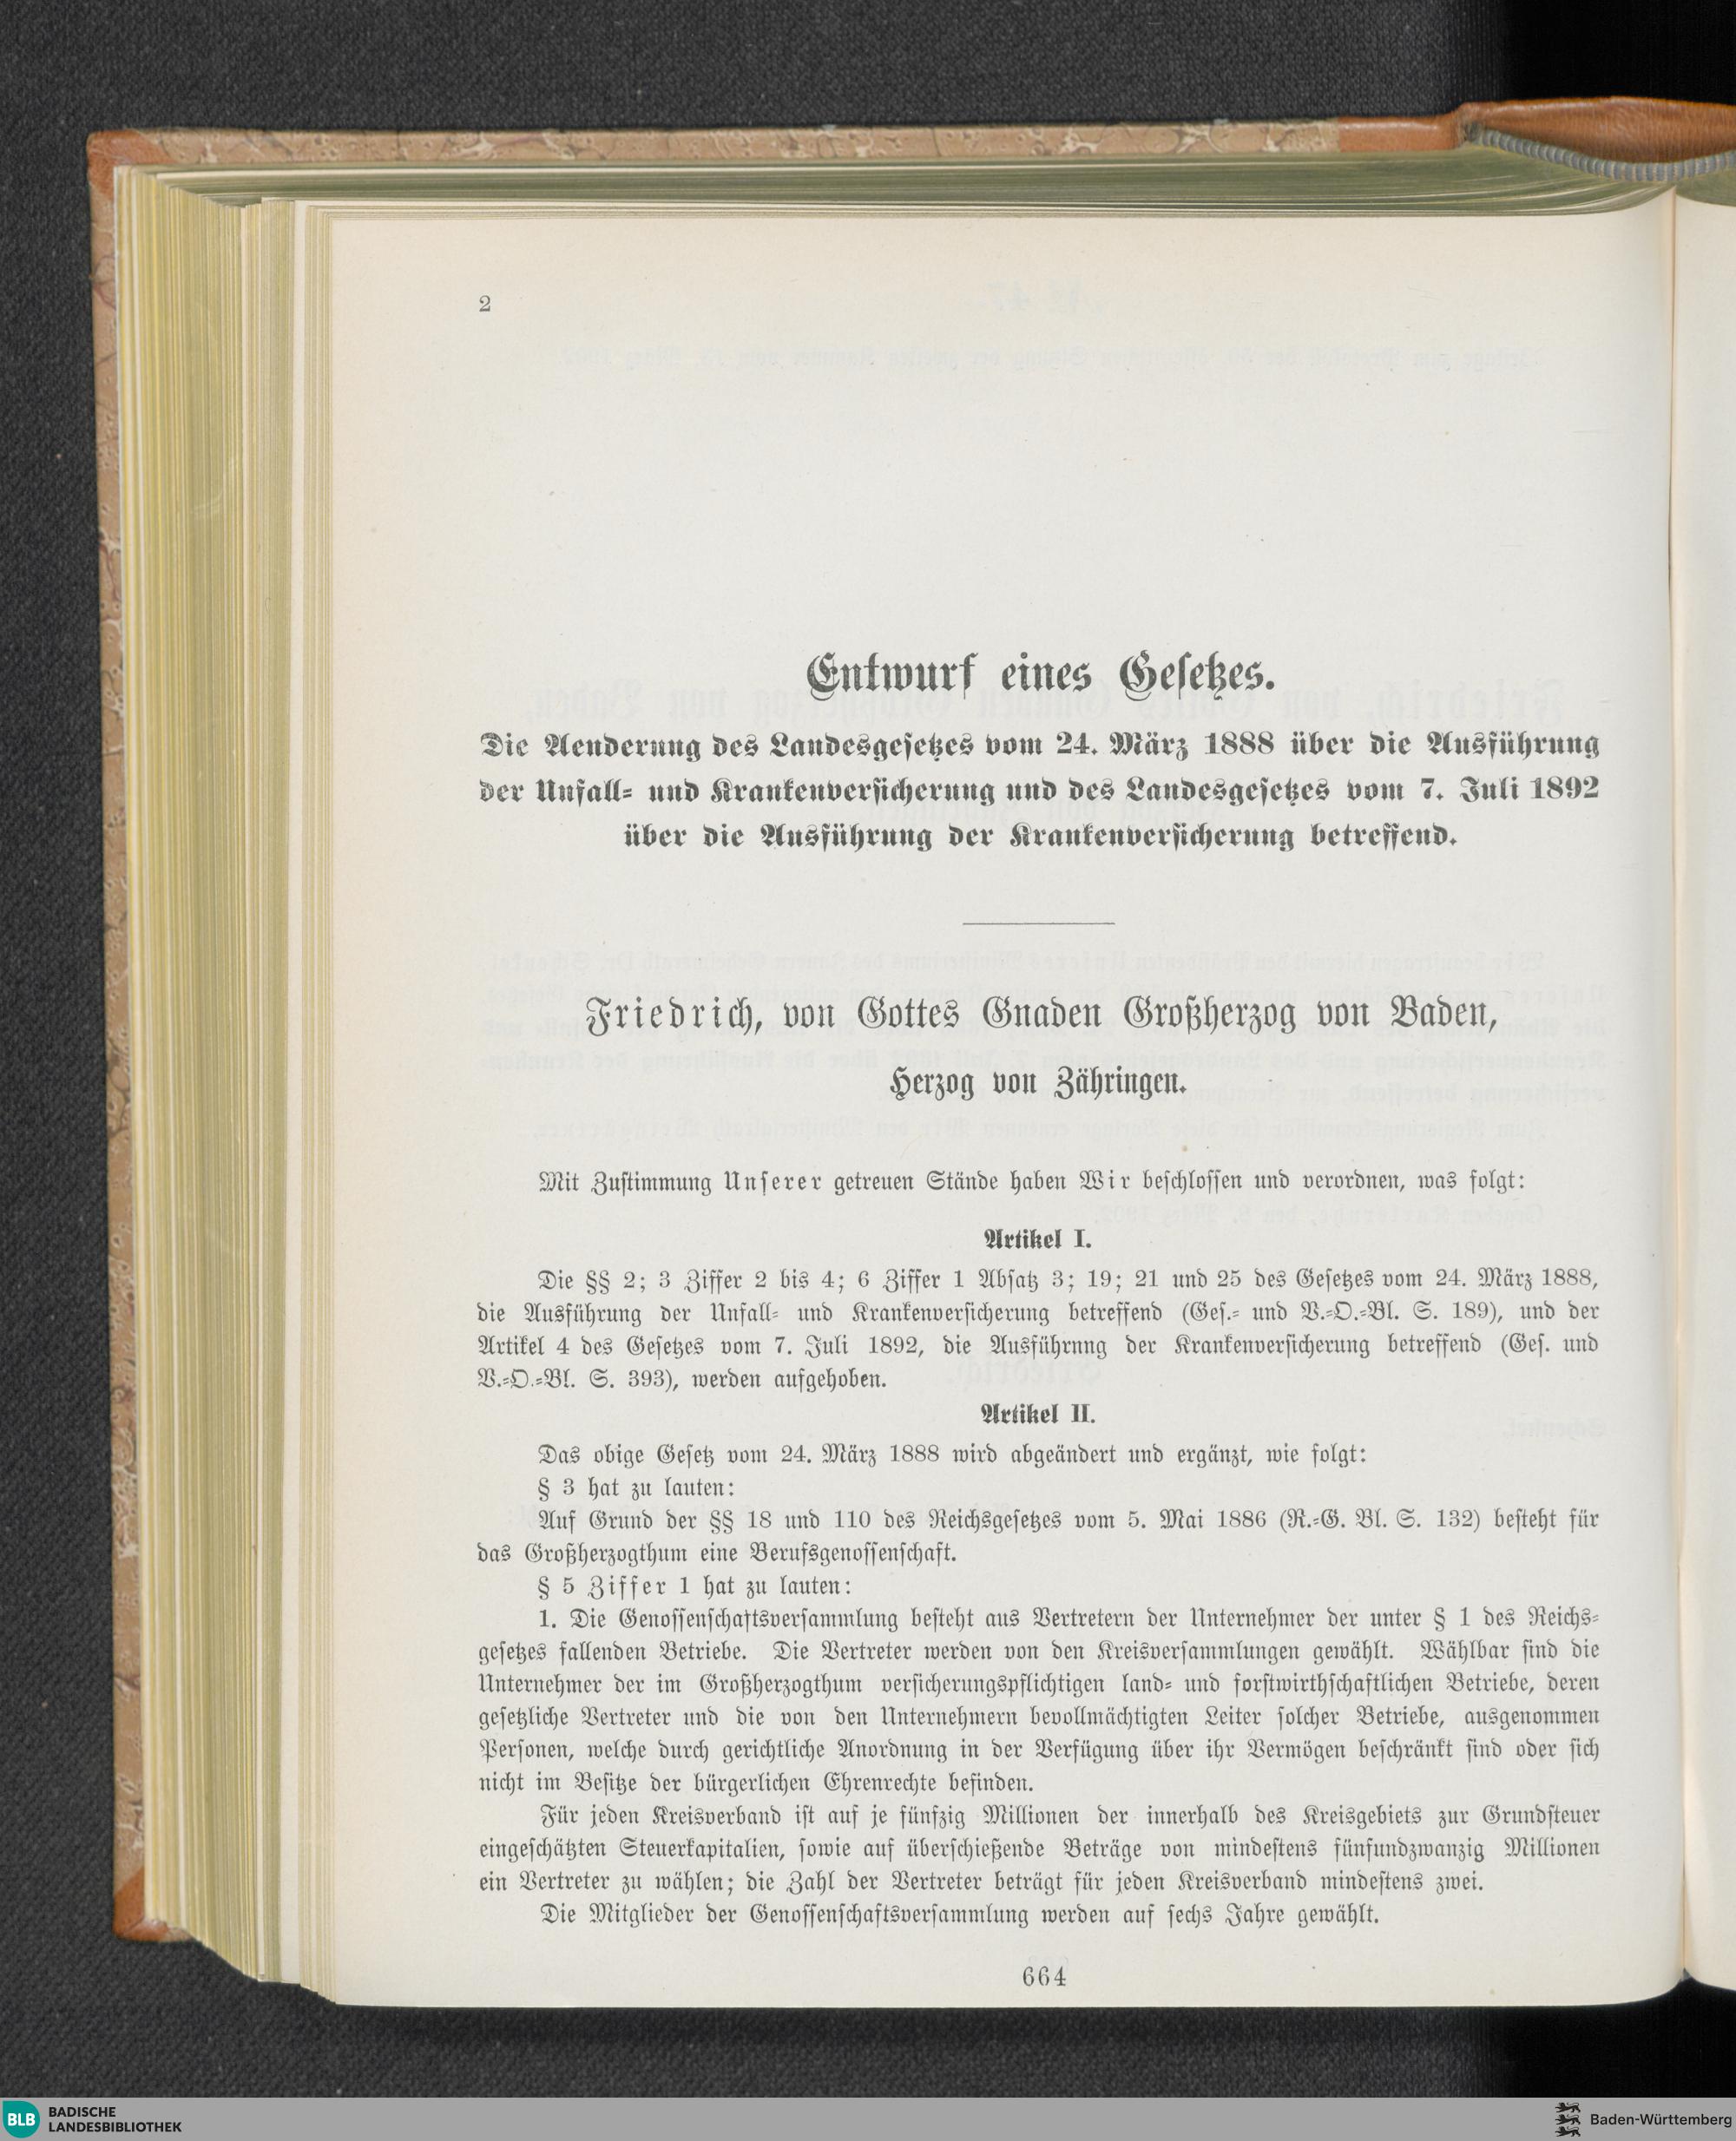 2
Entwurf eines Gesetzes.
Die Aenderung des Landesgesetzes vom 24. März 1888 über die Ausführung
der Unfall- und Krankenversicherung und des Landesgesetzes vom 7. Juli 1892
über die Ausführung der Krankenversicherung betreffend.
Friedrich, von Gottes Gnaden Großherzog von Baden,
Herzog von Zähringen.
Mit Zustimmung Unserer getreuen Stände haben Wir beschlossen und verordnen, was folgt:
Artikel I.
Die §§ 2; 3 Ziffer 2 bis 4; 6 Ziffer 1 Absatz 3; 19; 21 und 25 des Gesetzes vom 24. März 1888,
die Ausführung der Unfall- und Krankenversicherung betreffend (Ges.- und V.-O.-Bl. S. 189), und der
Artikel 4 des Gesetzes vom 7. Juli 1892, die Ausführung der Krankenversicherung betreffend (Ges. und
V.-O.-Bl. S. 393), werden aufgehoben.
Artikel II.
Das obige Gesetz vom 24. März 1888 wird abgeändert und ergänzt, wie folgt:
§ 3 hat zu lauten:
Auf Grund der §§ 18 und 110 des Reichsgesetzes vom 5. Mai 1886 (R.-G. Bl. S. 132) besteht für
das Großherzogthum eine Berufsgenossenschaft.
§ 5 Ziffer 1 hat zu lauten:
1. Die Genossenschaftsversammlung besteht aus Vertretern der Unternehmer der unter § 1 des Reichs-
gesetzes fallenden Betriebe. Die Vertreter werden von den Kreisversammlungen gewählt. Wählbar sind die
Unternehmer der im Großherzogthum versicherungspflichtigen land- und forstwirthschaftlichen Betriebe, deren
gesetzliche Vertreter und die von den Unternehmern bevollmächtigten Leiter solcher Betriebe, ausgenommen
Personen, welche durch gerichtliche Anordnung in der Verfügung über ihr Vermögen beschränkt sind oder sich
nicht im Besitze der bürgerlichen Ehrenrechte befinden.
Für jeden Kreisverband ist auf je fünfzig Millionen der innerhalb des Kreisgebiets zur Grundsteuer
eingeschätzten Steuerkapitalien, sowie auf überschießende Beträge von mindestens fünfundzwanzig Millionen
ein Vertreter zu wählen; die Zahl der Vertreter beträgt für jeden Kreisverband mindestens zwei.
Die Mitglieder der Genossenschaftsversammlung werden auf sechs Jahre gewählt.
664
BLB BADISCHE
LANDESBIBLIOTHEK
Baden-Württemberg